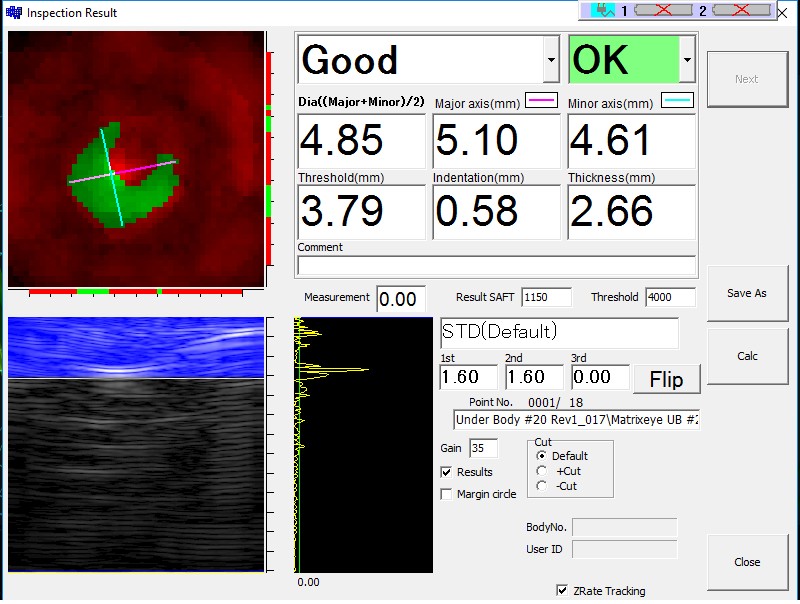 Inspection Result
1 2
Good
OK
Next
Dia((Major+Minor)/2)
Major axis(mm)
Minor axis(mm)
4.85
5.10
4.61
Threshold(mm)
Indentation(mm)
Thickness(mm)
3.79
0.58
2.66
Comment
Measurement 0.00
Result SAFT 1150
Threshold 4000
Save As
STD(Default)
Calc
1st
2nd
3rd
1.60
1.60
0.00
Flip
Point No. 0001/ 18
Under Body #20 Rev1_017\Matrixeye UB #2
Gain 35
Cut
Default
+Cut
-Cut
Results
Margin circle
BodyNo.
User ID
Close
0.00
ZRate Tracking